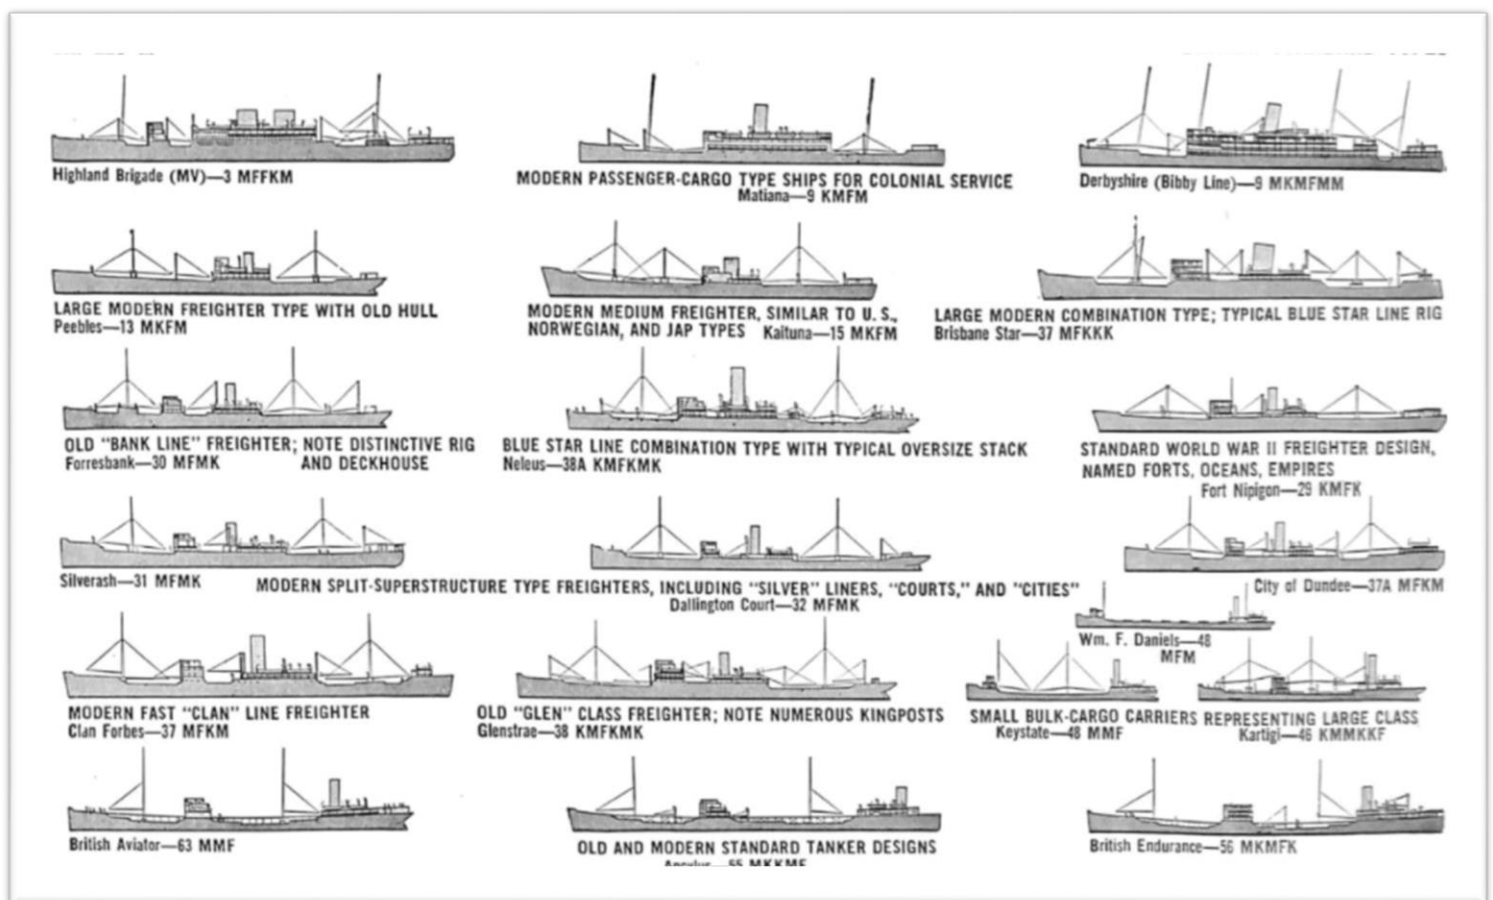 Highland Brigade (MV)—3 MFFKM
MODERN PASSENGER-CARGO TYPE SHIPS FOR COLONIAL SERVICE
Matiana—9 KMFM
Derbyshire (Bibby Line)—9 MKMFMM
LARGE MODERN FREIGHTER TYPE WITH OLD HULL
Peebles—13 MKFM
MODERN MEDIUM FREIGHTER, SIMILAR TO U.S.,
NORWEGIAN, AND JAP TYPES Kaituna—15 MKFM
LARGE MODERN COMBINATION TYPE; TYPICAL BLUE STAR LINE RIG
Brisbane Star—37 MFKKK
OLD "BANK LINE" FREIGHTER; NOTE DISTINCTIVE RIG
Forresbank—30 MFMK AND DECKHOUSE
BLUE STAR LINE COMBINATION TYPE WITH TYPICAL OVERSIZE STACK
Neleus—38A KMFKMK
STANDARD WORLD WAR II FREIGHTER DESIGN,
NAMED FORTS, OCEANS, EMPIRES
Fort Nipigon—29 KMFK
Silverash—31 MFMK
MODERN SPLIT-SUPERSTRUCTURE TYPE FREIGHTERS, INCLUDING "SILVER" LINERS, "COURTS," AND "CITIES"
Dallington Court—32 MFMK
City of Dundee—37A MFKM
Wm. F. Daniels—48
MFM
MODERN FAST "CLAN" LINE FREIGHTER
Clan Forbes—37 MFKM
OLD "GLEN" CLASS FREIGHTER; NOTE NUMEROUS KINGPOSTS
Glenstrae—38 KMFKMK
SMALL BULK-CARGO CARRIERS REPRESENTING LARGE CLASS
Keystate—48 MMF
Kartigi—46 KMMKKF
British Aviator—63 MMF
OLD AND MODERN STANDARD TANKER DESIGNS
British Endurance—56 MKMFK